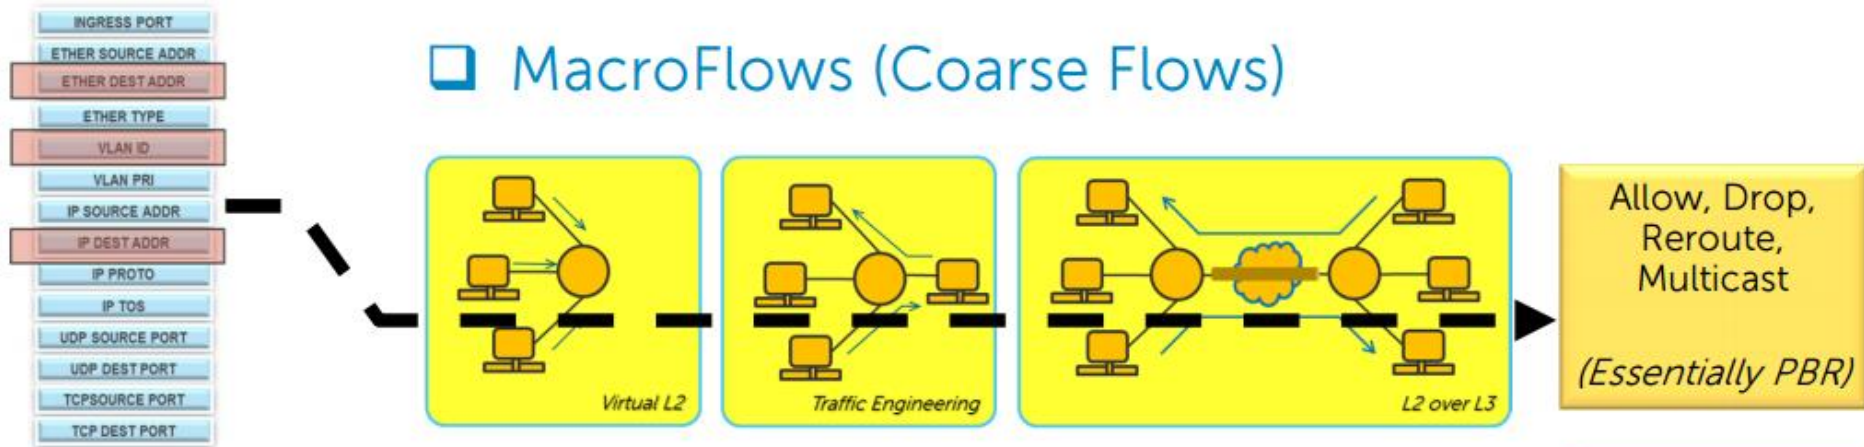 INGRESS PORT
ETHER SOURCE ADDR
ETHER DEST ADDR
ETHER TYPE
VLAN ID
VLAN PRI
IP SOURCE ADDR
IP DEST ADDR
IP PROTO
IP TOS
UDP SOURCE PORT
UDP DEST PORT
TCPSOURCE PORT
TCP DEST PORT
MacroFlows (Coarse Flows)
Virtual L2
Traffic Engineering
L2 over L3
Allow, Drop,
Reroute,
Multicast
(Essentially PBR)